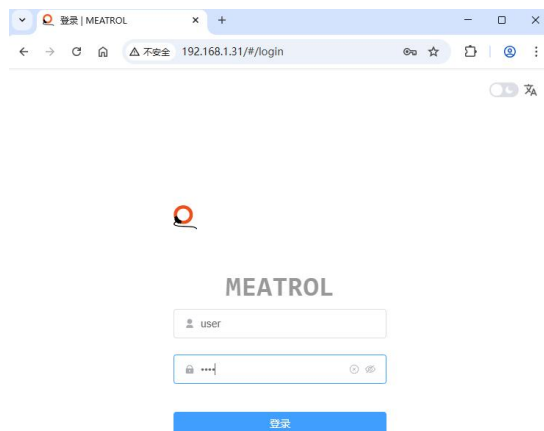 登录 | MEATROL
不安全 192.168.1.31/#/login
MEATROL
user
••••
登录